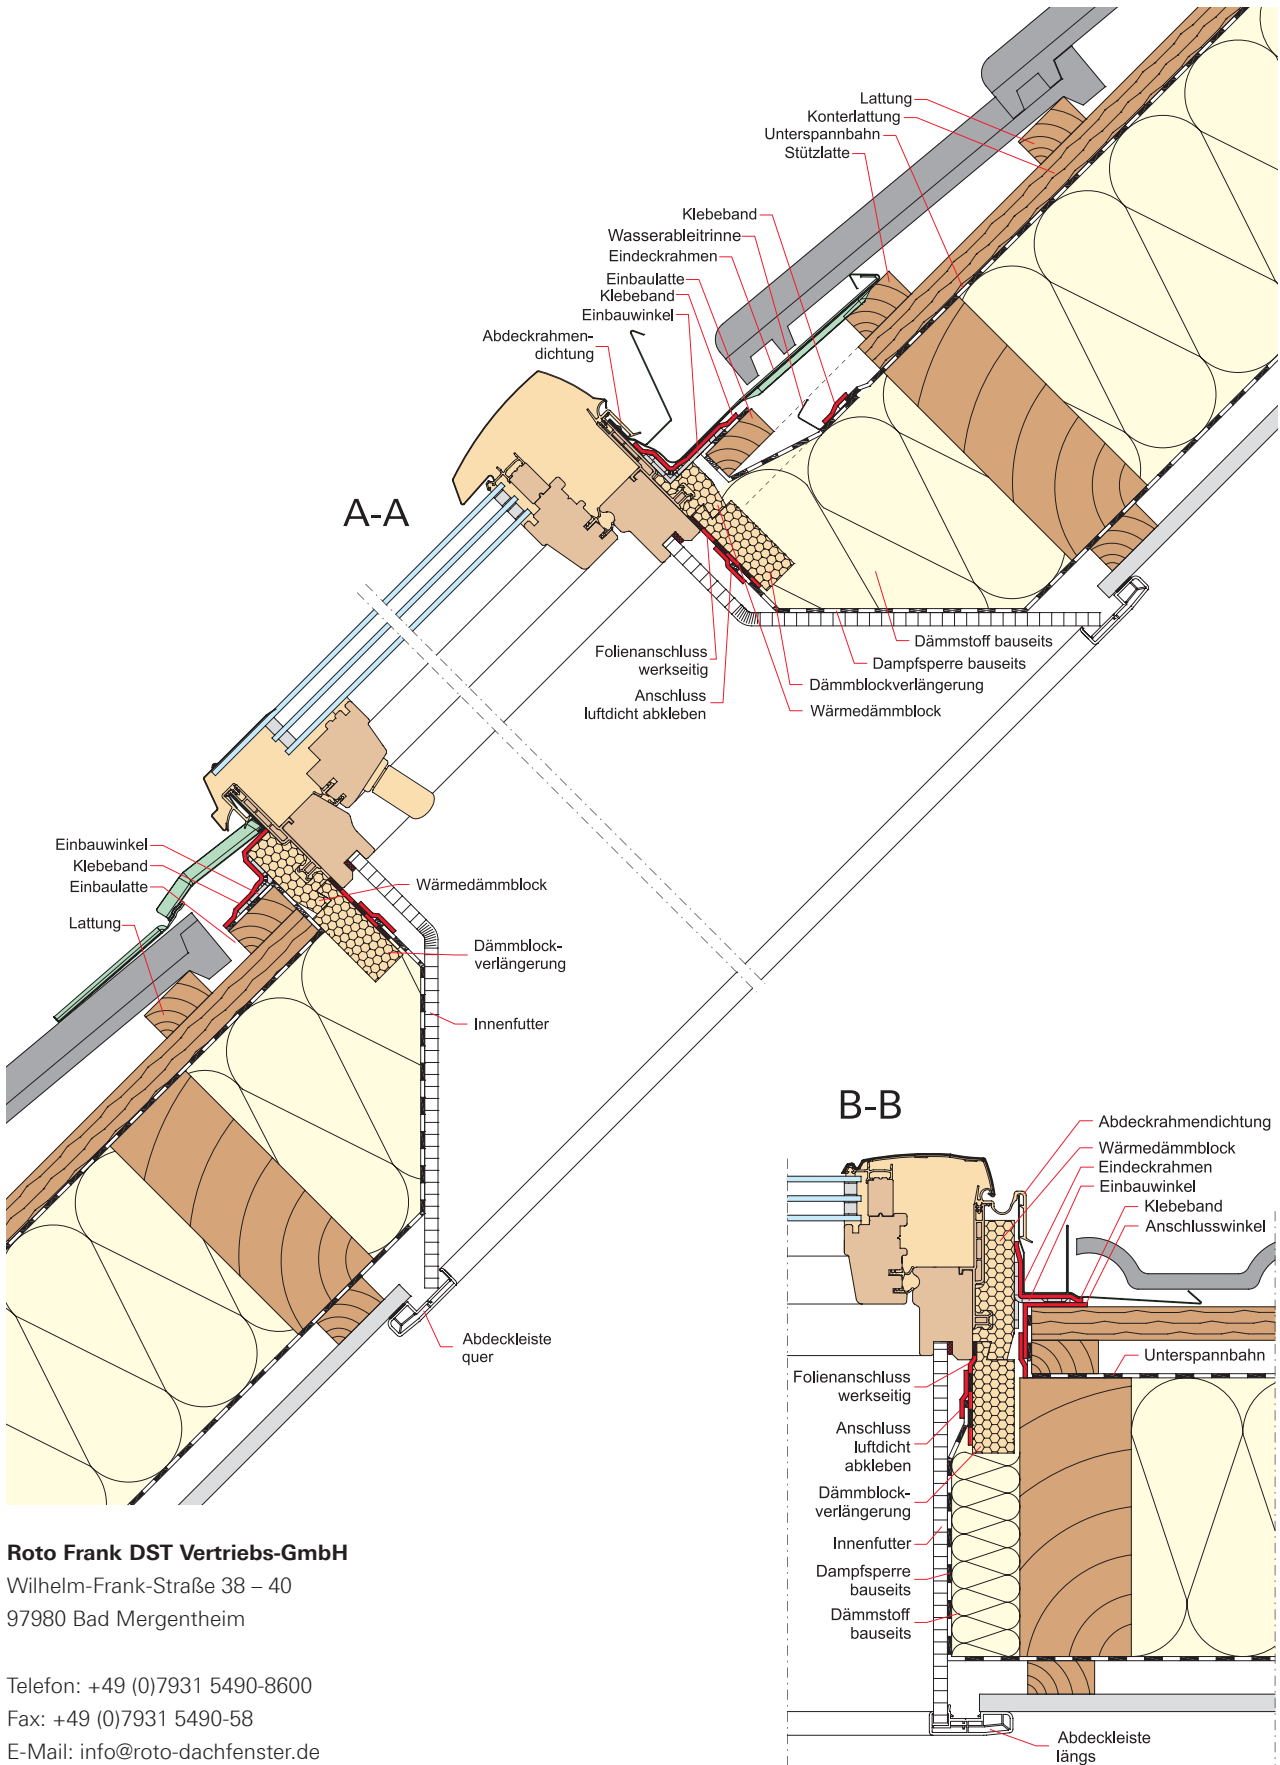 Lattung
Konterlattung
Unterspannbahn
Stützlatte
Klebeband
Wasserableitrinne
Eindeckrahmen
Einbaulatte
Klebeband
Einbauwinkel
Abdeckrahmen-
dichtung
A-A
Dämmstoff bauseits
Dampfsperre bauseits
Dämmblockverlängerung
Wärmedämmblock
Folienanschluss
werkseitig
Anschluss
luftdicht abkleben
Einbauwinkel
Klebeband
Einbaulatte
Lattung
Wärmedämmblock
Dämmblock-
verlängerung
Innenfutter
Abdeckleiste
quer
B-B
Abdeckrahmendichtung
Wärmedämmblock
Eindeckrahmen
Einbauwinkel
Klebeband
Anschlusswinkel
Unterspannbahn
Folienanschluss
werkseitig
Anschluss
luftdicht
abkleben
Dämmblock-
verlängerung
Innenfutter
Dampfsperre
bauseits
Dämmstoff
bauseits
Abdeckleiste
längs
Roto Frank DST Vertriebs-GmbH
Wilhelm-Frank-Straße 38 – 40
97980 Bad Mergentheim
Telefon: +49 (0)7931 5490-8600
Fax: +49 (0)7931 5490-58
E-Mail: info@roto-dachfenster.de